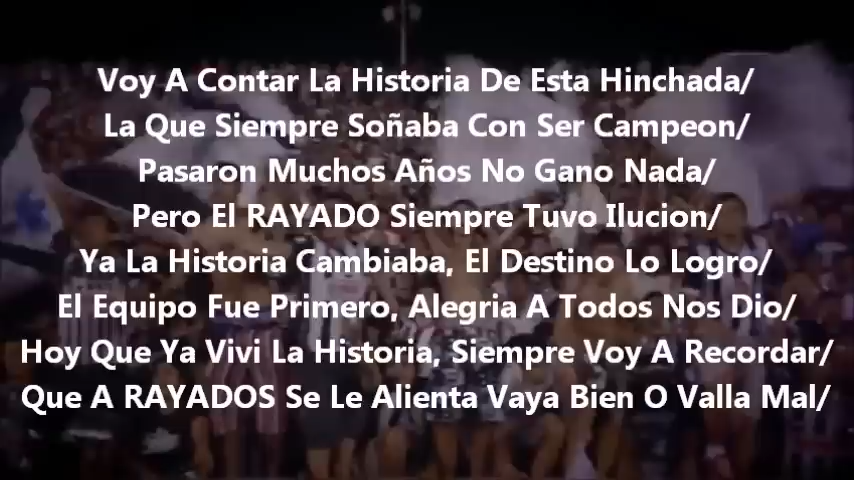 Voy A Contar La Historia De Esta Hinchada/
La Que Siempre Soñaba Con Ser Campeon/
Pasaron Muchos Años No Gano Nada/
Pero El RAYADO Siempre Tuvo Ilucion/
Ya La Historia Cambiaba, El Destino Lo Logro/
El Equipo Fue Primero, Alegria A Todos Nos Dio/
Hoy Que Ya Vivi La Historia, Siempre Voy A Recordar/
Que A RAYADOS Se Le Alienta Vaya Bien O Valla Mal/